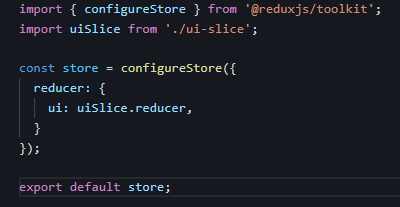 import { configureStore } from '@reduxjs/toolkit';
import uiSlice from './ui-slice';

const store = configureStore({
  reducer: {
    ui: uiSlice.reducer,
  }
});

export default store;